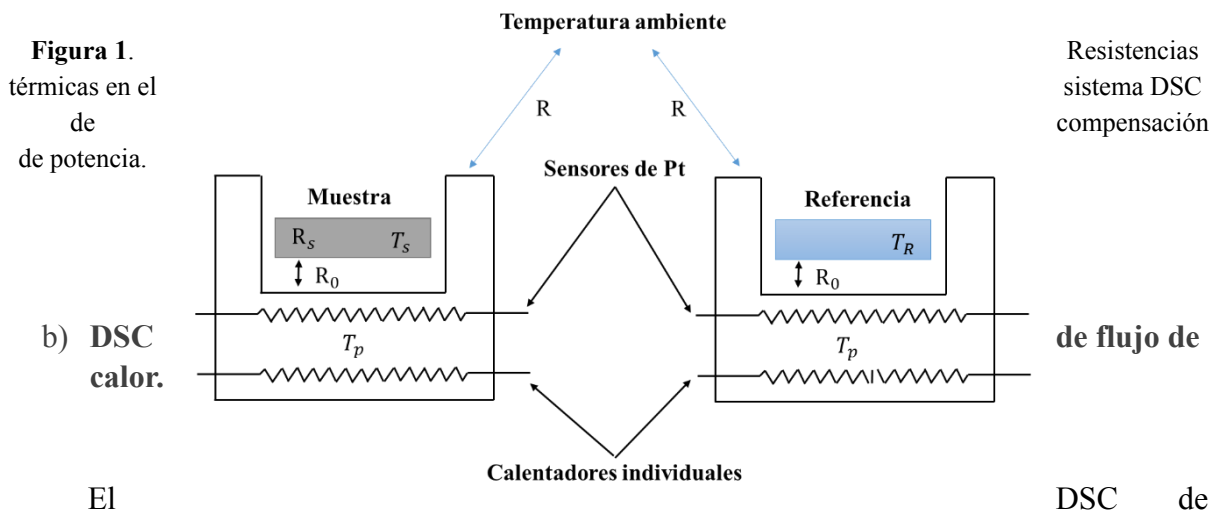 Temperatura ambiente
Figura 1. Resistencias
térmicas en el sistema DSC
de compensación
de potencia.
R R
Sensores de Pt
Muestra Referencia
R_s T_s T_R
R_0 R_0
b) DSC de flujo de
T_p T_p
calor.
Calentadores individuales
El DSC de